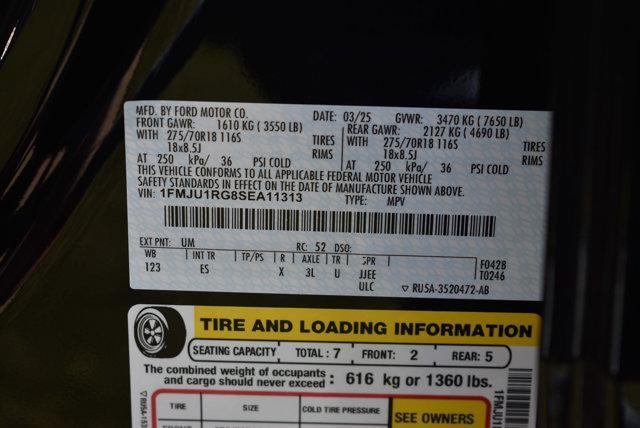 MFD. BY FORD MOTOR CO. DATE: 03/25 GVWR: 3470 KG ( 7650 LB)
FRONT GAWR: 1610 KG ( 3550 LB) REAR GAWR: 2127 KG ( 4690 LB)
WITH 275/70R18 116S TIRES WITH 275/70R18 116S TIRES
18x8.5J RIMS 18x8.5J RIMS
AT 250 kPa/ 36 PSI COLD AT 250 kPa/ 36 PSI COLD
THIS VEHICLE CONFORMS TO ALL APPLICABLE FEDERAL MOTOR VEHICLE
SAFETY STANDARDS IN EFFECT ON THE DATE OF MANUFACTURE SHOWN ABOVE.
VIN: 1FMJU1RG8SEA11313 TYPE: MPV
EXT PNT: UM RC: 52 DSO:
WB INT TR TP/PS R AXLE TR SPR F042B
123 ES X 3L U JJEE T0246
ULC ▽ RU5A-3520472-AB
TIRE AND LOADING INFORMATION
SEATING CAPACITY TOTAL : 7 FRONT: 2 REAR: 5
The combined weight of occupants
and cargo should never exceed : 616 kg or 1360 lbs.
TIRE SIZE COLD TIRE PRESSURE SEE OWNERS